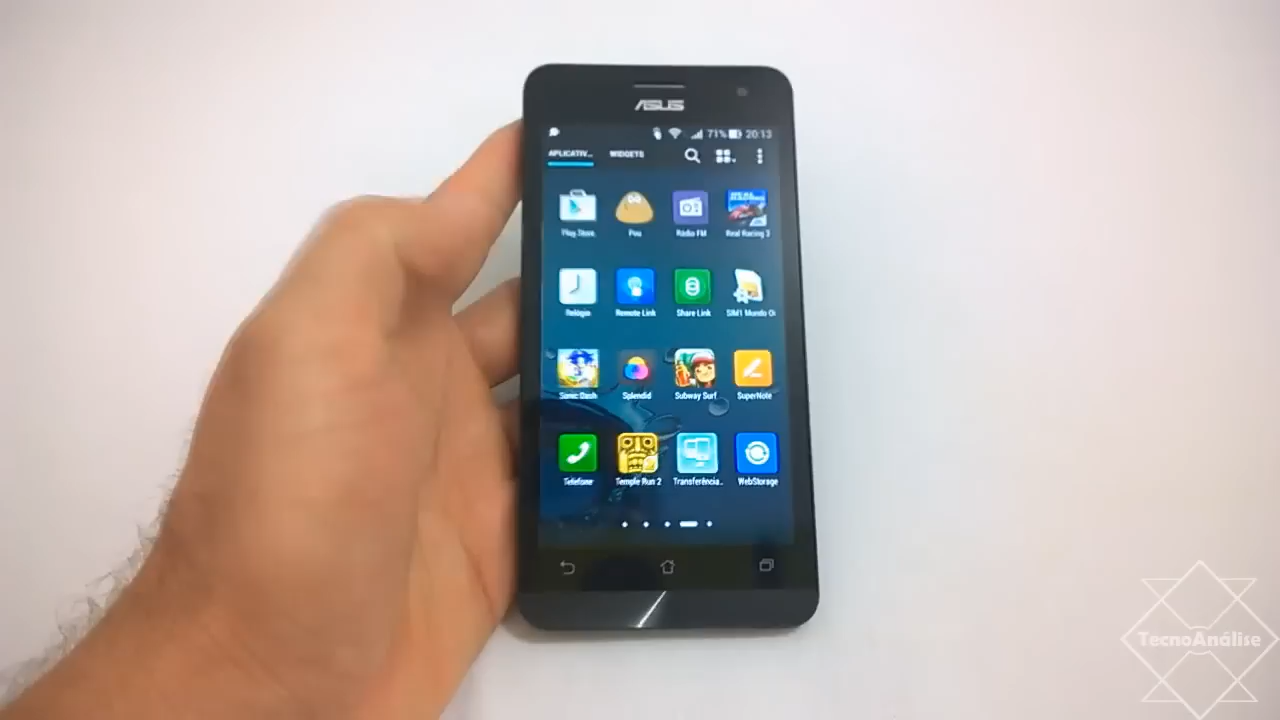 ASUS
71% 20:13
APLICATIV... WIDGETS
Play Store Pou Rádio FM Real Racing 3
Relógio Remote Link Share Link SIM1 Mundo Oi
Sonic Dash Splendid Subway Surf SuperNote
Telefone Temple Run 2 Transferência.. WebStorage
TecnoAnálise